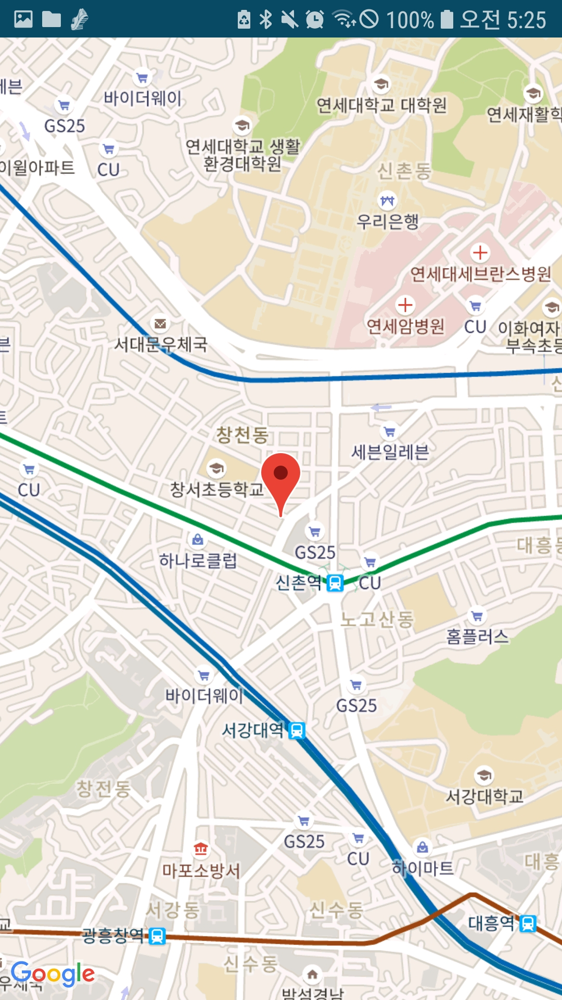 100% 오전 5:25
세븐
바이더웨이
GS25
연세대학교 대학원
연세재활학
연세대학교 생활
환경대학원
이월아파트
CU
신촌동
우리은행
연세대세브란스병원
연세암병원
CU
이화여자
부속초등
서대문우체국
븐
신
트
창천동
세븐일레븐
CU
창서초등학교
하나로클럽
GS25
대흥동
신촌역
CU
노고산동
홈플러스
바이더웨이
GS25
서강대역
창전동
서강대학교
GS25
CU
하이마트
대흥
마포소방서
서강동
신수동
대흥역
교
광흥창역
신수동
Google
우체국
밤섬경남